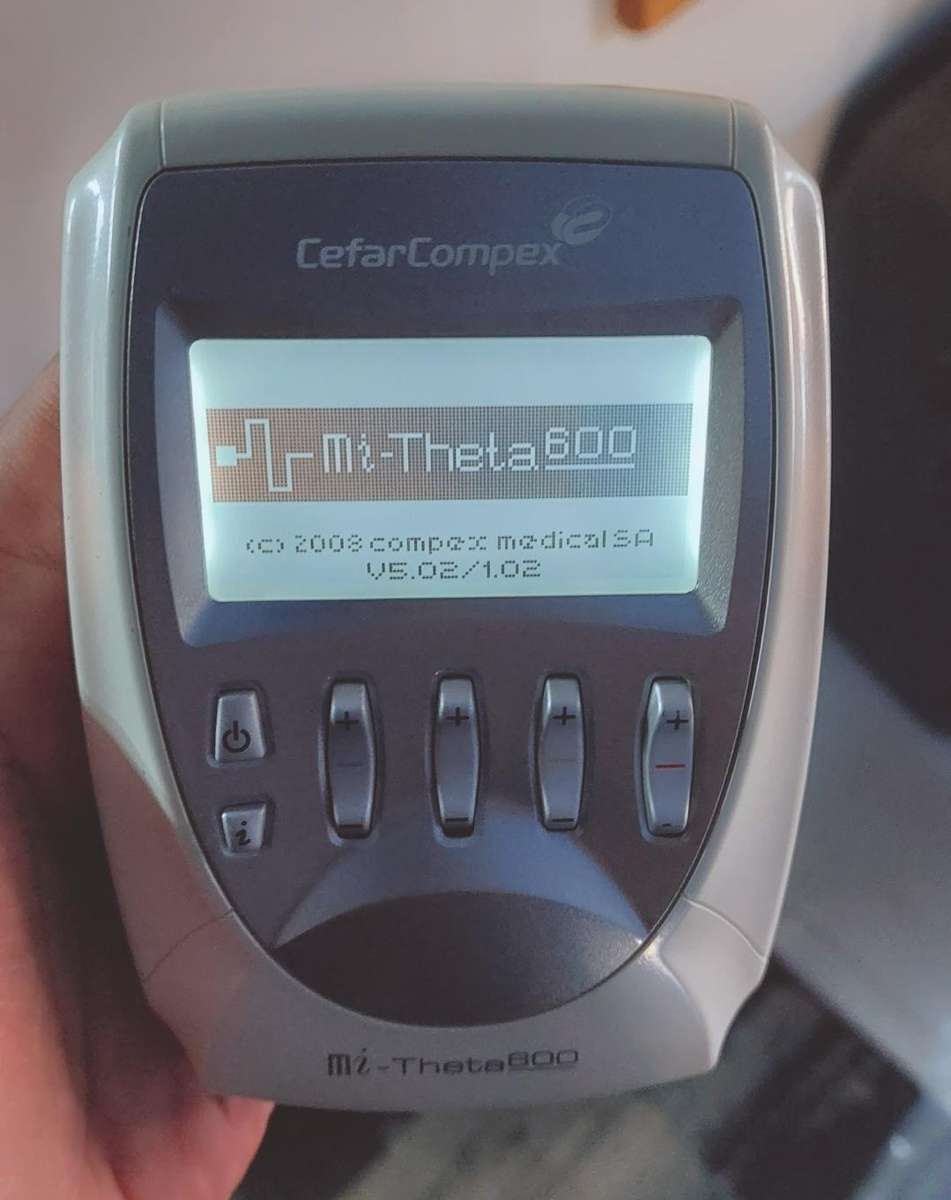 CefarCompex
mi-Theta600
(c) 2008 compex medical SA
V5.02/1.02
+ + + +
i
- - - -
mi-Theta600